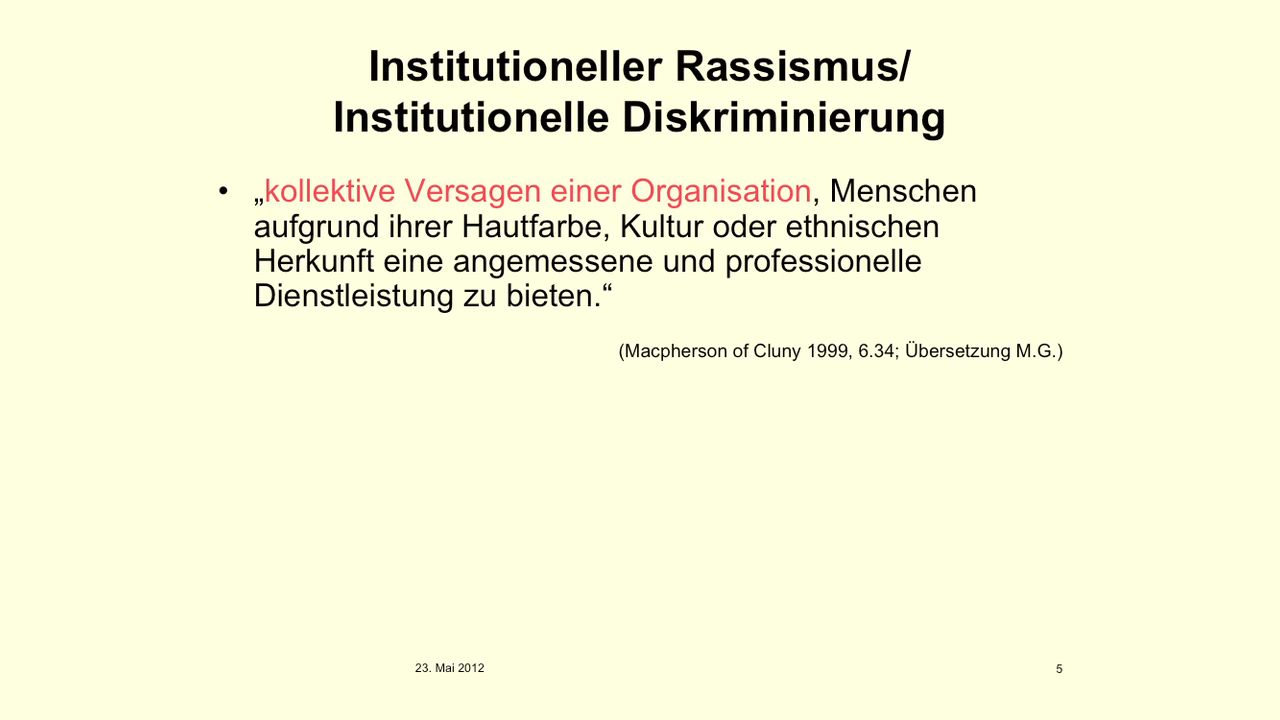 Institutioneller Rassismus/
Institutionelle Diskriminierung
• „kollektive Versagen einer Organisation, Menschen
aufgrund ihrer Hautfarbe, Kultur oder ethnischen
Herkunft eine angemessene und professionelle
Dienstleistung zu bieten.“
(Macpherson of Cluny 1999, 6.34; Übersetzung M.G.)
23. Mai 2012
5